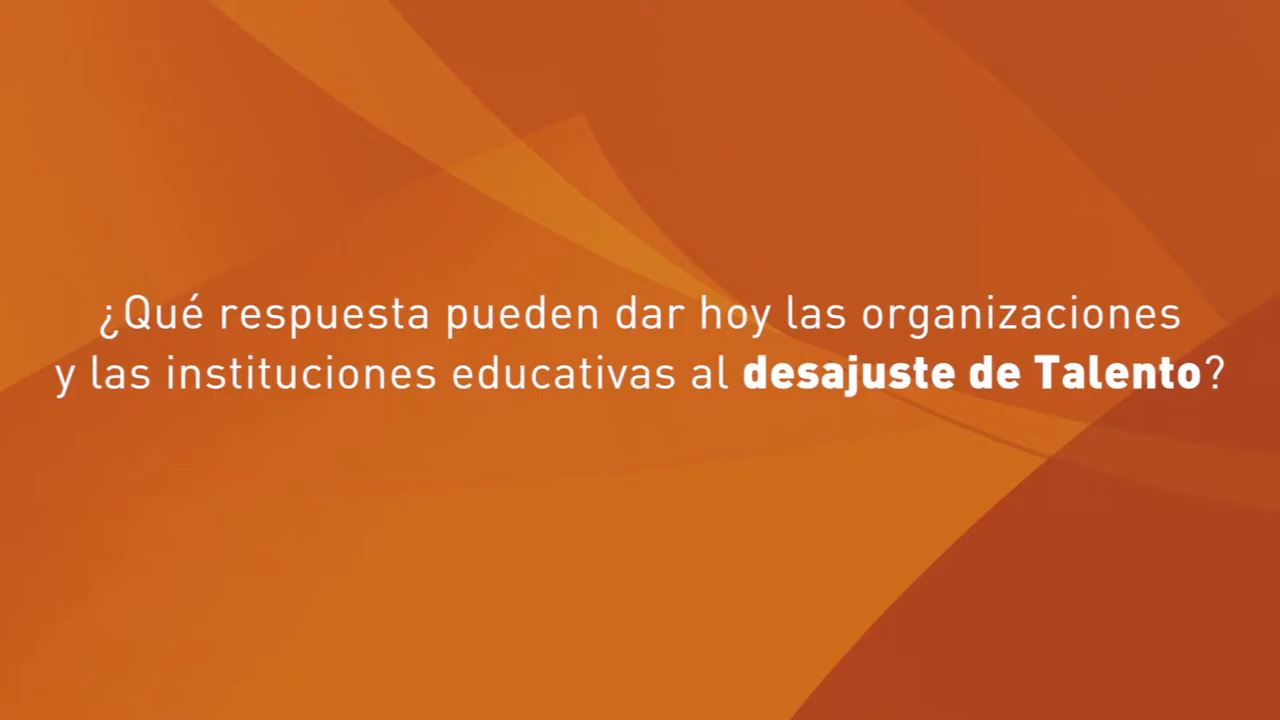 ¿Qué respuesta pueden dar hoy las organizaciones
y las instituciones educativas al desajuste de Talento?